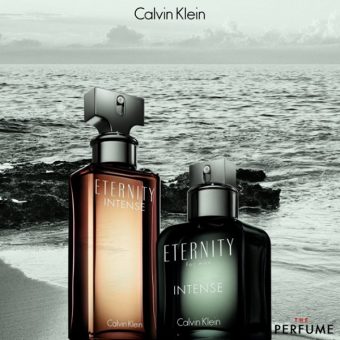 Calvin Klein
ETERNITY
INTENSE
Calvin Klein
ETERNITY
for men
INTENSE
Calvin Klein
THE
PERFUME